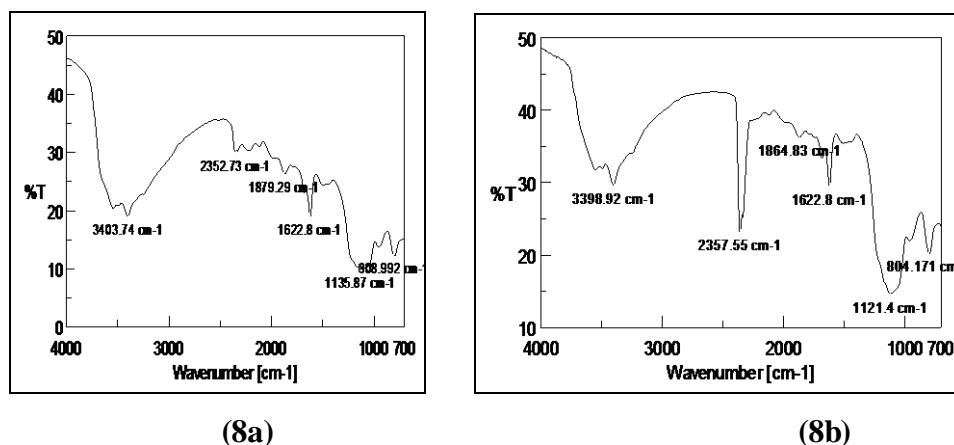 50
40
30
%T
20
10
0
4000
3000
2000
1000 700
Wavenumber [cm-1]
3403.74 cm-1
2352.73 cm-1
1879.29 cm-1
1622.8 cm-1
1135.87 cm-1
808.992 cm-1
(8a)
50
40
%T
30
20
10
4000
3000
2000
1000 700
Wavenumber [cm-1]
3398.92 cm-1
2357.55 cm-1
1864.83 cm-1
1622.8 cm-1
1121.4 cm-1
804.171 cm
(8b)